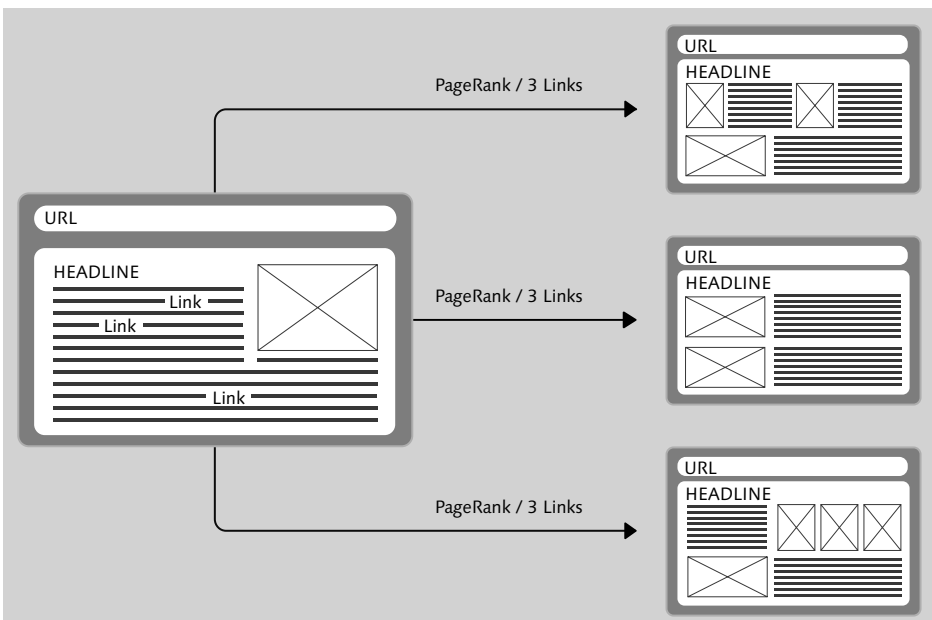 URL
HEADLINE
Link
Link
Link
PageRank / 3 Links
URL
HEADLINE
PageRank / 3 Links
URL
HEADLINE
PageRank / 3 Links
URL
HEADLINE